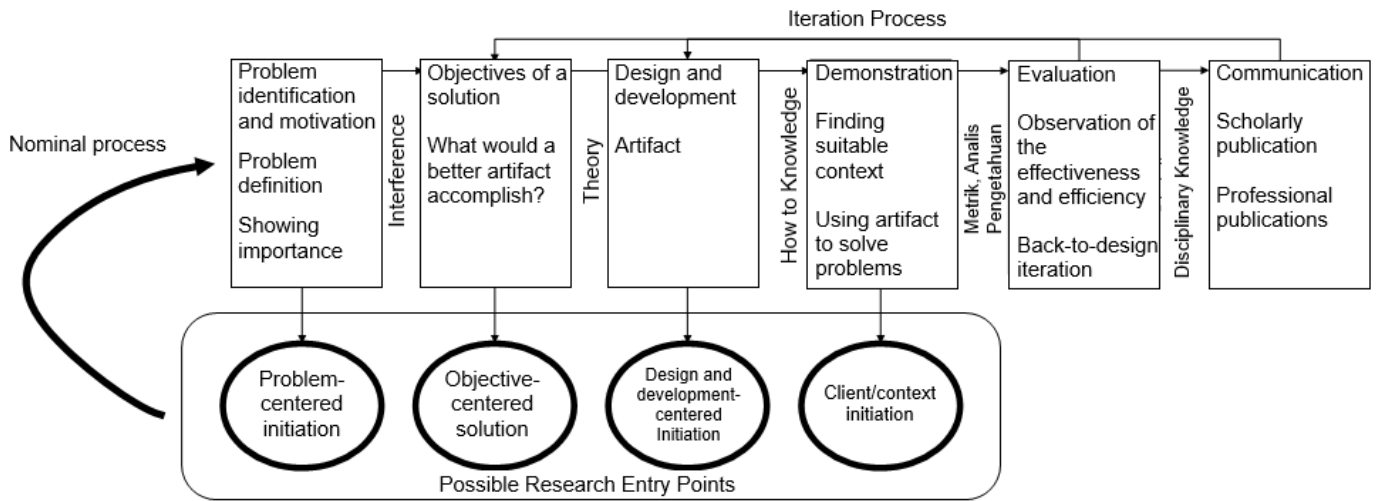 Iteration Process
Nominal process
Problem
identification
and motivation
Problem
definition
Showing
importance
Interference
Objectives of a
solution
What would a
better artifact
accomplish?
Theory
Design and
development
Artifact
How to Knowledge
Demonstration
Finding
suitable
context
Using artifact
to solve
problems
Metrik, Analis
Pengetahuan
Evaluation
Observation of
the
effectiveness
and efficiency
Back-to-design
iteration
Disciplinary Knowledge
Communication
Scholarly
publication
Professional
publications
Problem-
centered
initiation
Objective-
centered
solution
Design and
development-
centered
Initiation
Client/context
initiation
Possible Research Entry Points